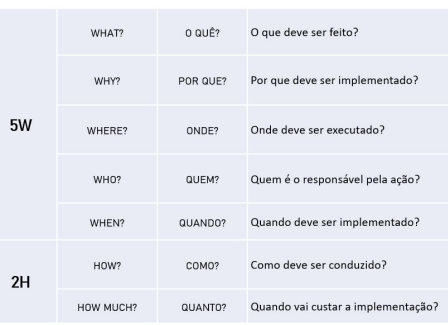 5W
WHAT? O QUÊ? O que deve ser feito?
WHY? POR QUE? Por que deve ser implementado?
WHERE? ONDE? Onde deve ser executado?
WHO? QUEM? Quem é o responsável pela ação?
WHEN? QUANDO? Quando deve ser implementado?
2H
HOW? COMO? Como deve ser conduzido?
HOW MUCH? QUANTO? Quando vai custar a implementação?